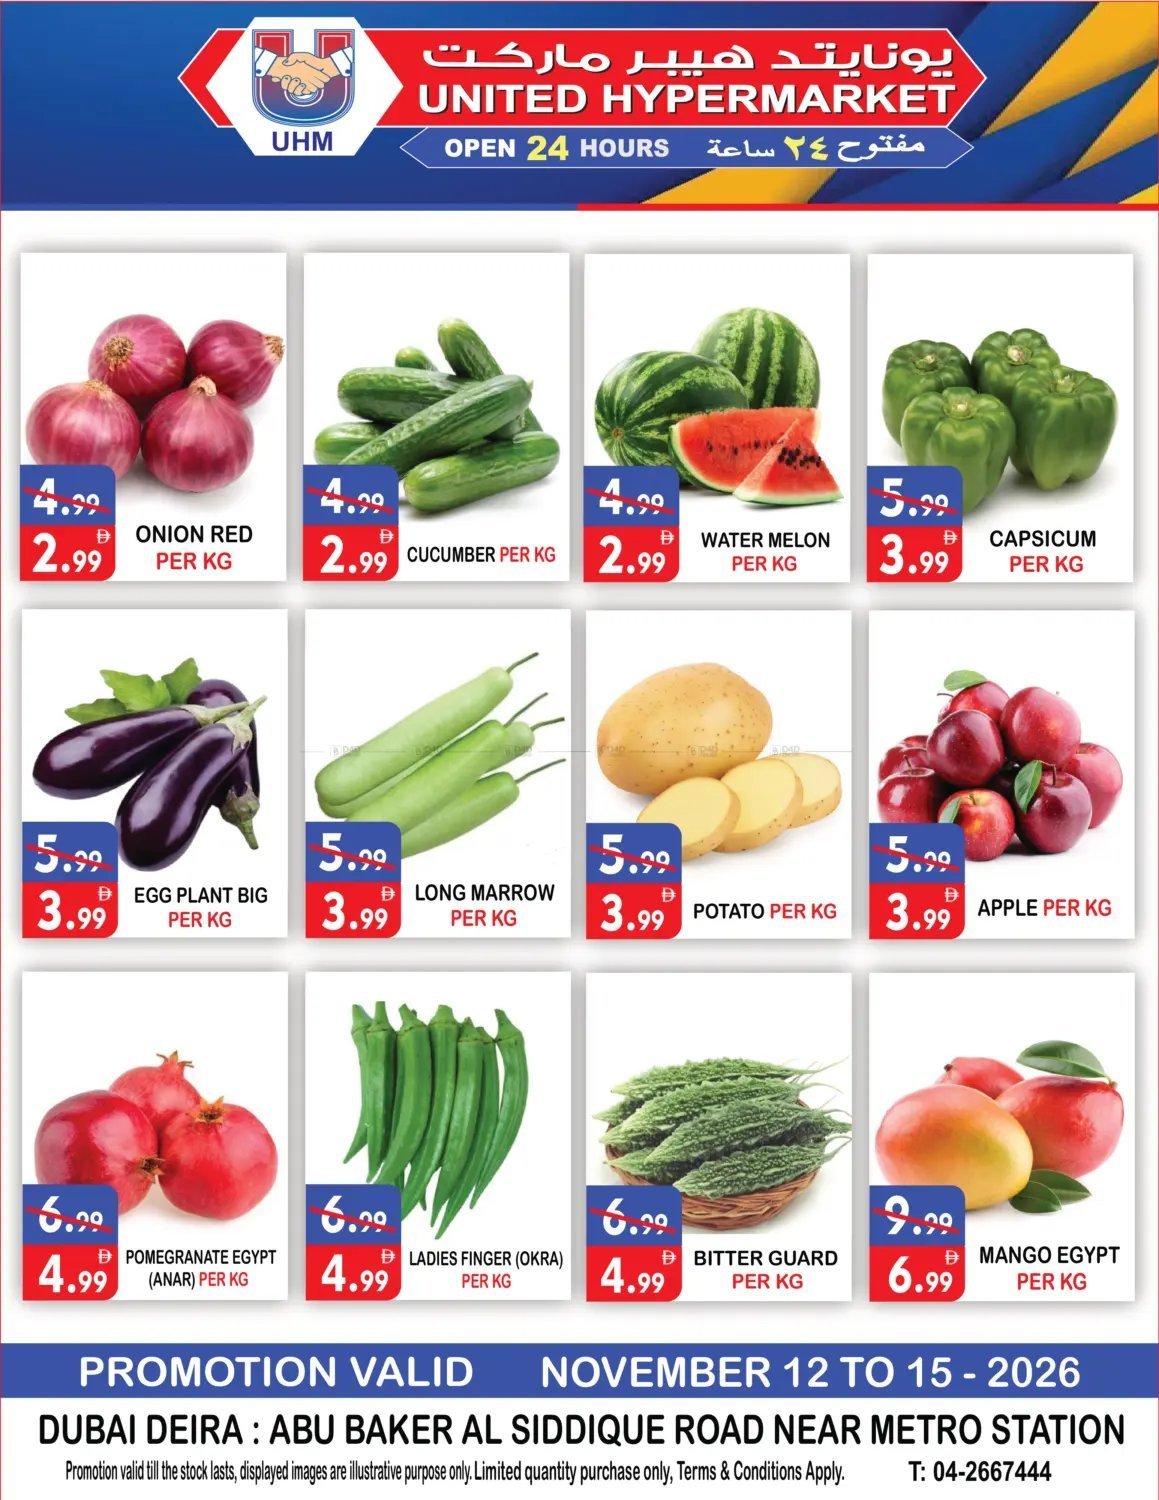 يونايتد هيبر ماركت
UNITED HYPERMARKET
UHM
OPEN 24 HOURS مفتوح ٢٤ ساعة
4.99
2.99
ONION RED
PER KG
4.99
2.99
CUCUMBER PER KG
4.99
2.99
WATER MELON
PER KG
5.99
3.99
CAPSICUM
PER KG
5.99
3.99
EGG PLANT BIG
PER KG
5.99
3.99
LONG MARROW
PER KG
5.99
3.99
POTATO PER KG
5.99
3.99
APPLE PER KG
6.99
4.99
POMEGRANATE EGYPT
(ANAR) PER KG
6.99
4.99
LADIES FINGER (OKRA)
PER KG
6.99
4.99
BITTER GUARD
PER KG
9.99
6.99
MANGO EGYPT
PER KG
PROMOTION VALID NOVEMBER 12 TO 15 - 2026
DUBAI DEIRA : ABU BAKER AL SIDDIQUE ROAD NEAR METRO STATION
Promotion valid till the stock lasts, displayed images are illustrative purpose only. Limited quantity purchase only, Terms & Conditions Apply. T: 04-2667444